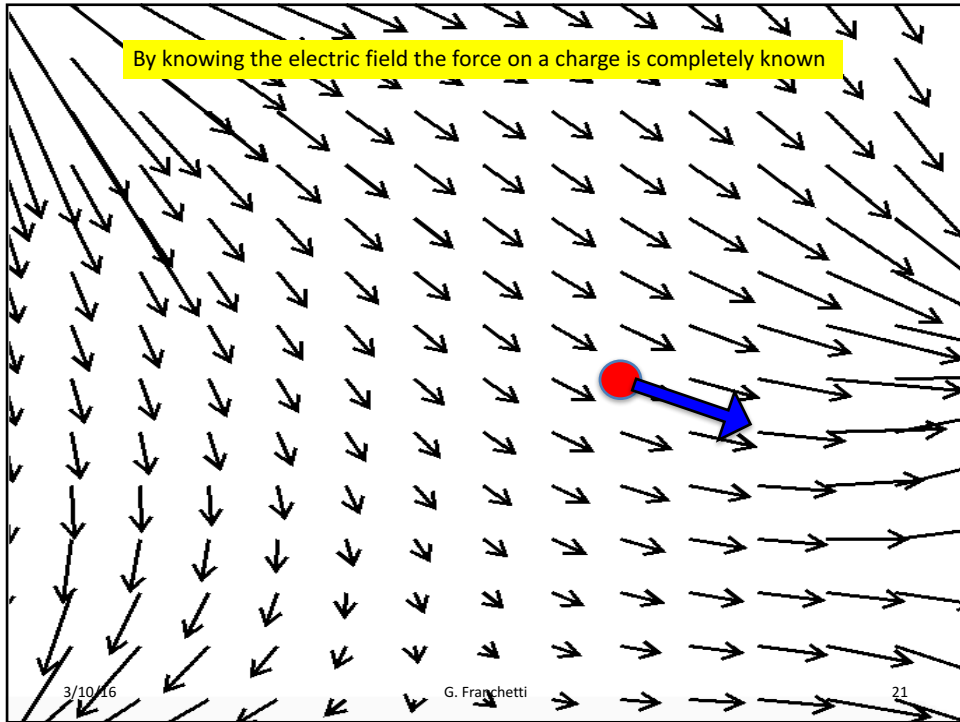 By knowing the electric field the force on a charge is completely known
3/10/16 G. Franchetti 21